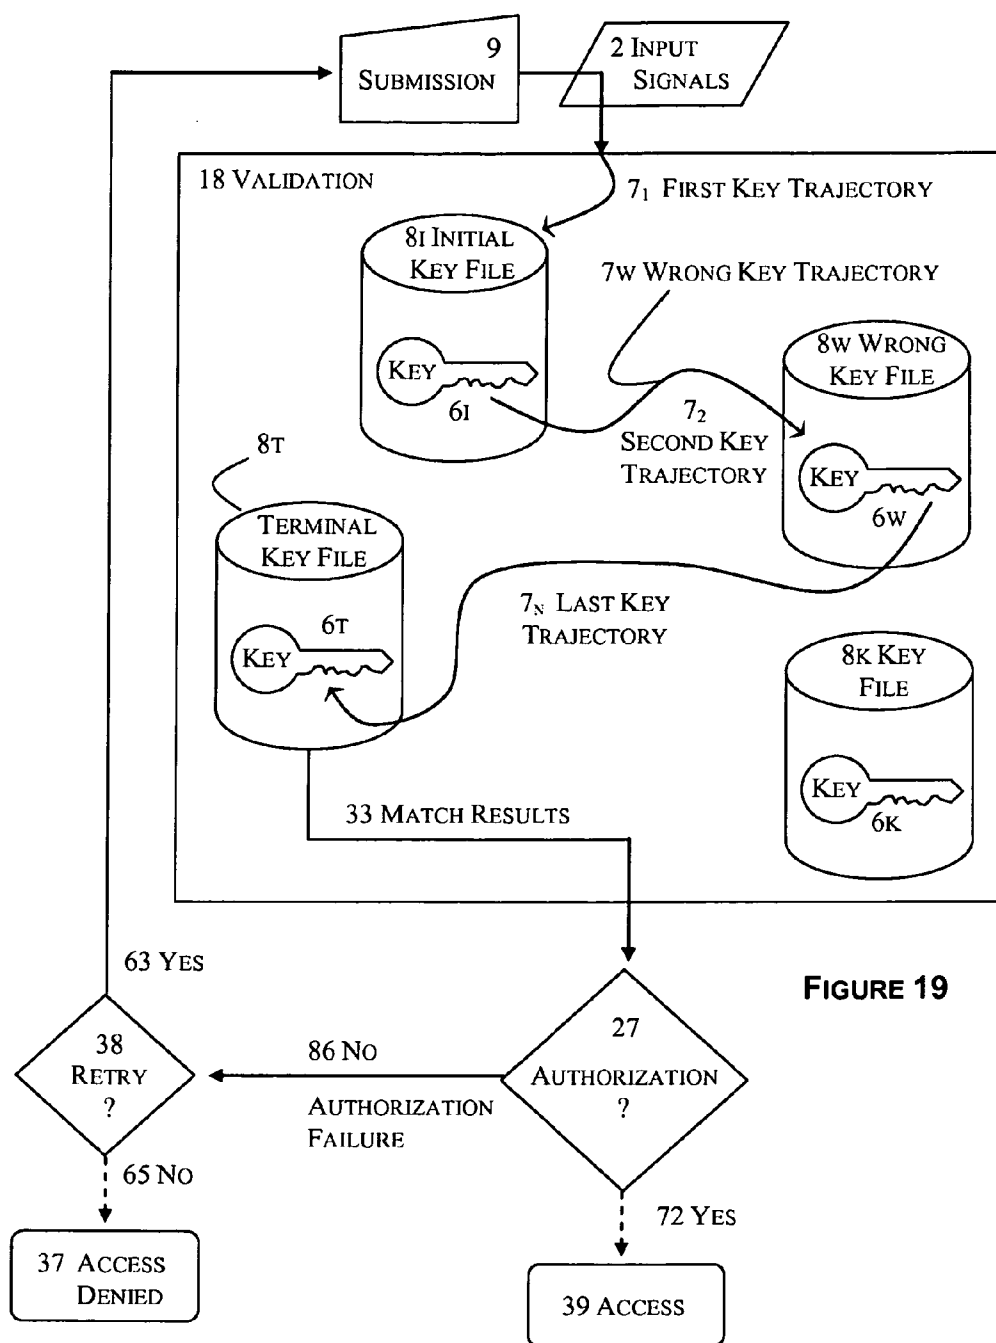 9
SUBMISSION
2 INPUT
SIGNALS
18 VALIDATION
7₁ FIRST KEY TRAJECTORY
8I INITIAL
KEY FILE
7W WRONG KEY TRAJECTORY
8W WRONG
KEY FILE
KEY
6I
7₂
SECOND KEY
TRAJECTORY
KEY
6W
8T
TERMINAL
KEY FILE
7ₙ LAST KEY
TRAJECTORY
6T
KEY
8K KEY
FILE
KEY
6K
33 MATCH RESULTS
63 YES
FIGURE 19
38
RETRY
?
86 NO
AUTHORIZATION
FAILURE
27
AUTHORIZATION
?
65 NO
72 YES
37 ACCESS
DENIED
39 ACCESS